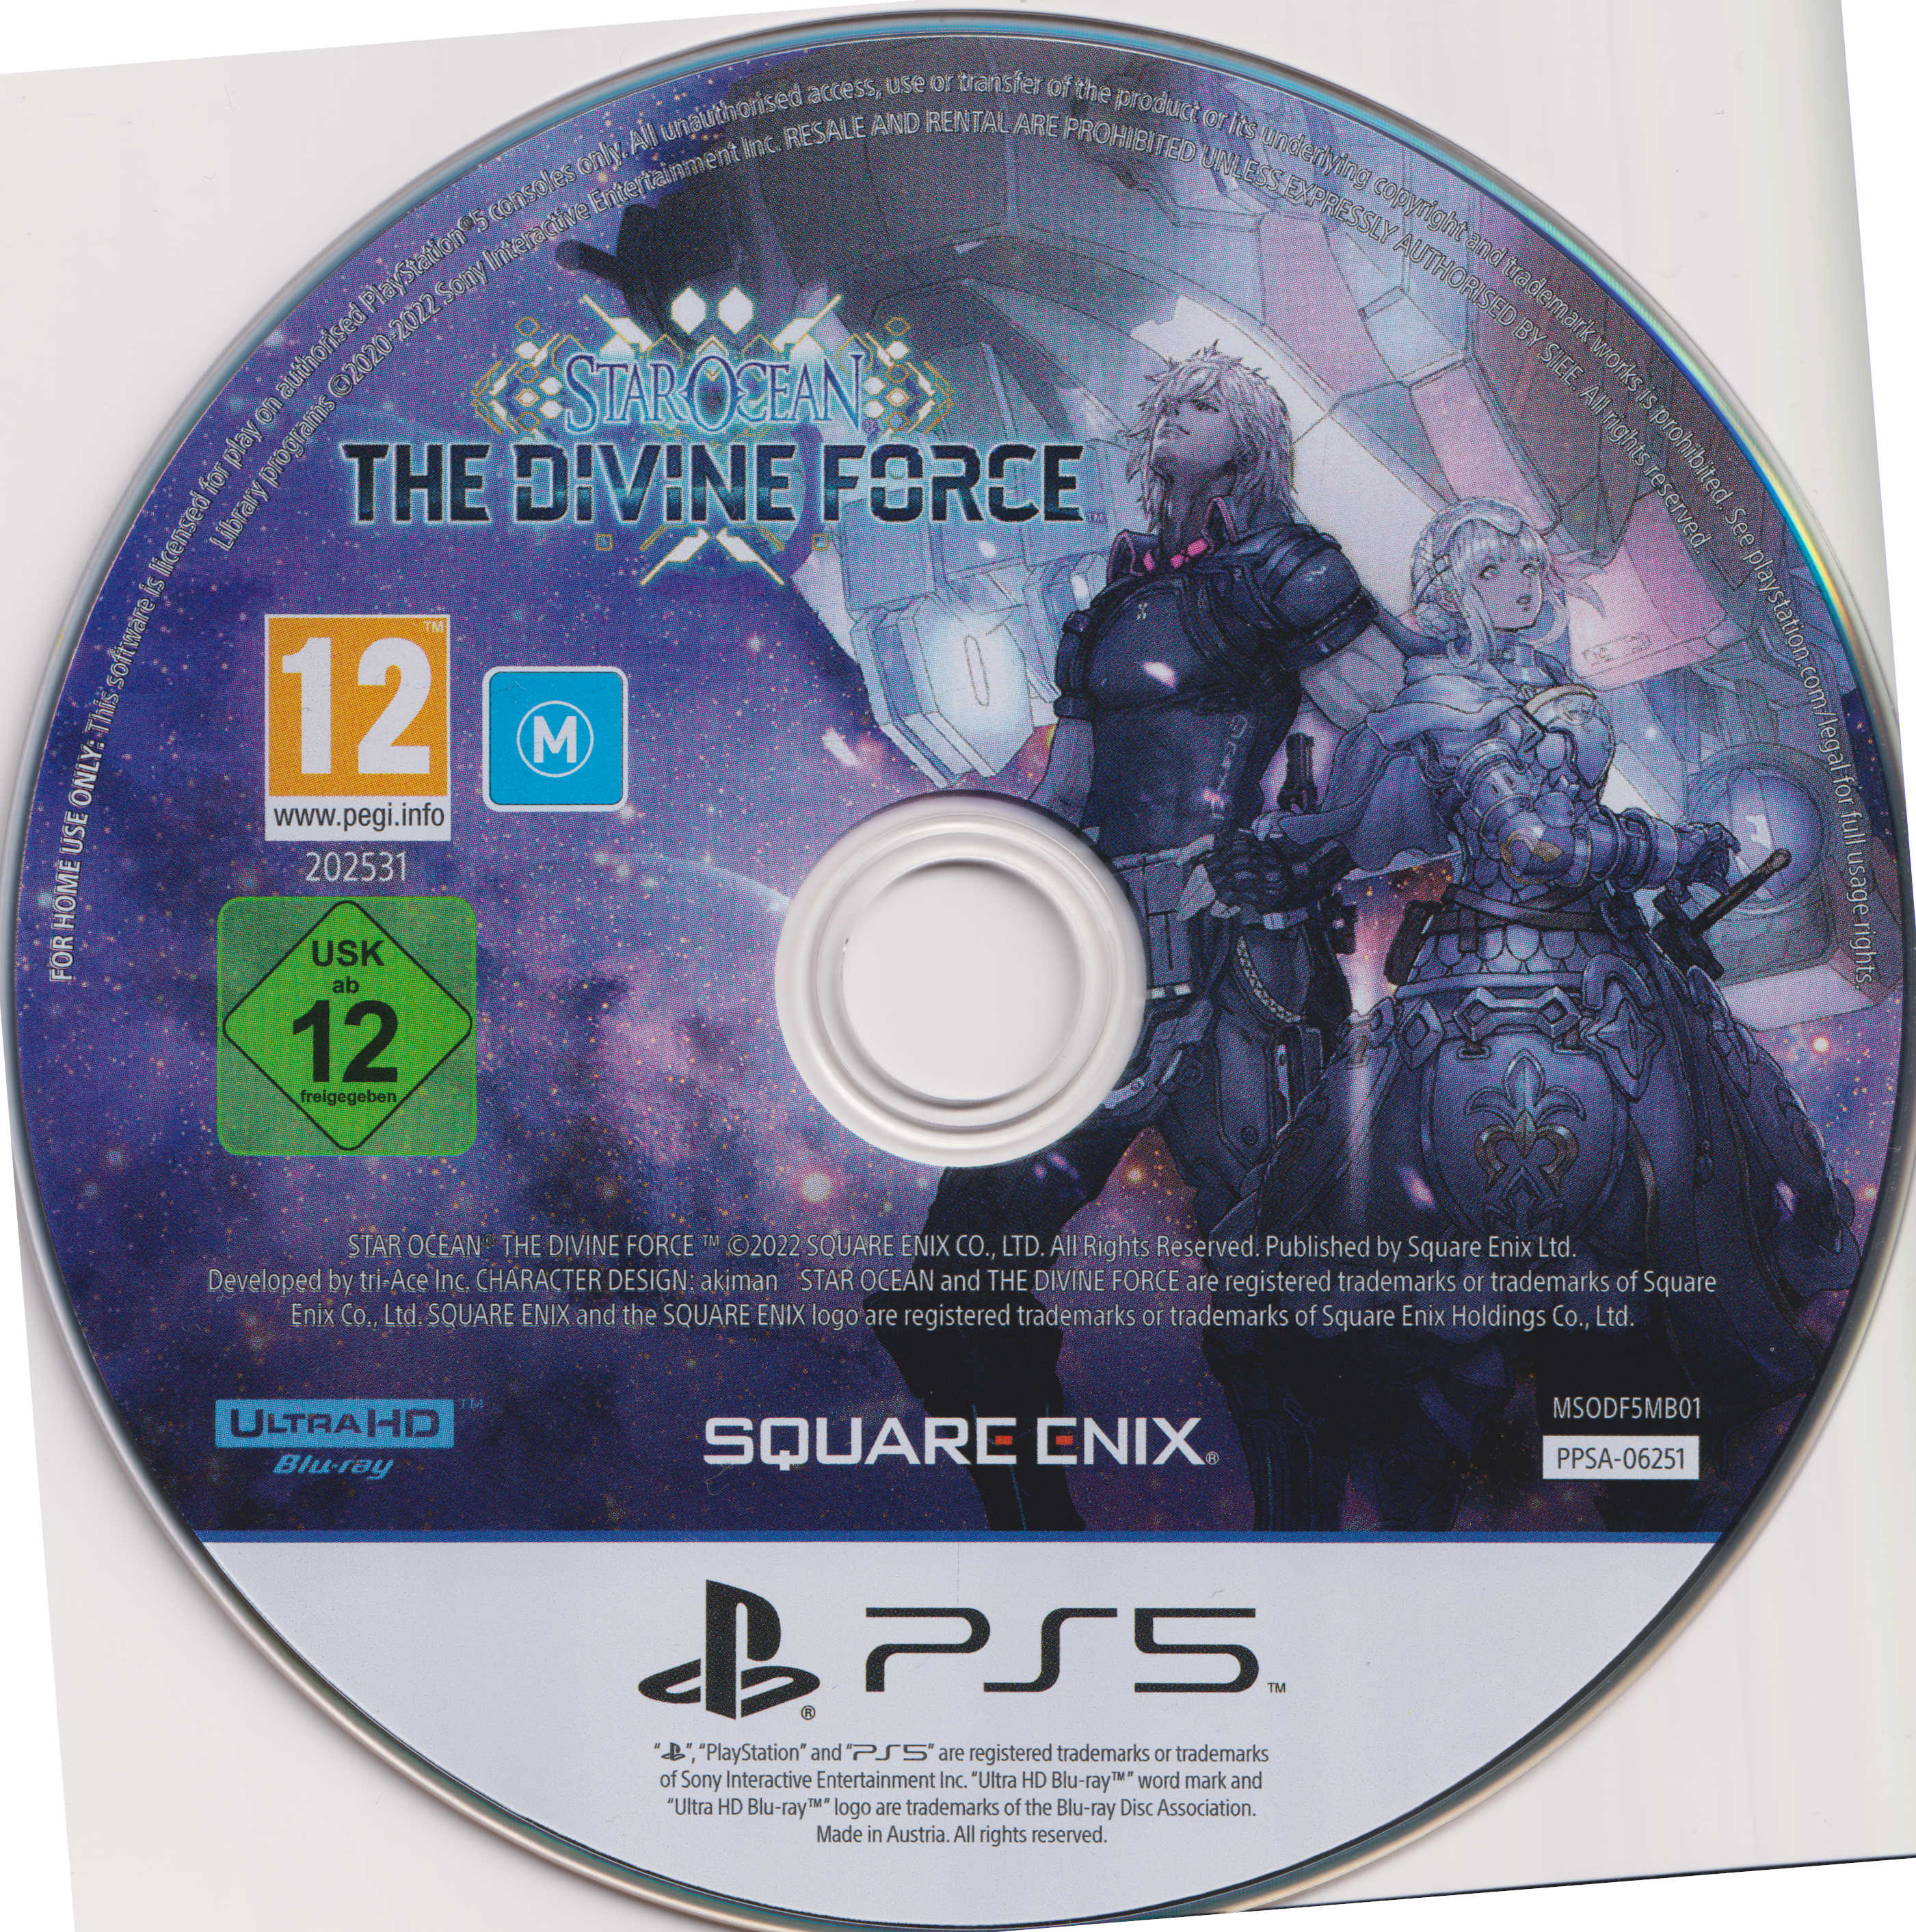 FOR HOME USE ONLY: This software is licensed for play on authorised PlayStation®5 consoles only. All unauthorised access, use or transfer of the product or its underlying copyright and trademark works is prohibited. See playstation.com/legal for full usage rights.
Library programs ©2020-2022 Sony Interactive Entertainment Inc. RESALE AND RENTAL ARE PROHIBITED UNLESS EXPRESSLY AUTHORISED BY SIEE. All rights reserved.
STAR OCEAN®
THE DIVINE FORCE™
12™
www.pegi.info
202531
M
USK
ab
12
freigegeben
STAR OCEAN® THE DIVINE FORCE ™ ©2022 SQUARE ENIX CO., LTD. All Rights Reserved. Published by Square Enix Ltd.
Developed by tri-Ace Inc. CHARACTER DESIGN: akiman STAR OCEAN and THE DIVINE FORCE are registered trademarks or trademarks of Square
Enix Co., Ltd. SQUARE ENIX and the SQUARE ENIX logo are registered trademarks or trademarks of Square Enix Holdings Co., Ltd.
ULTRA HD™
Blu-ray
SQUARE ENIX®
MSODF5MB01
PPSA-06251
® PS5™
“ ”, “PlayStation” and “PS5” are registered trademarks or trademarks
of Sony Interactive Entertainment Inc. “Ultra HD Blu-ray™” word mark and
“Ultra HD Blu-ray™” logo are trademarks of the Blu-ray Disc Association.
Made in Austria. All rights reserved.